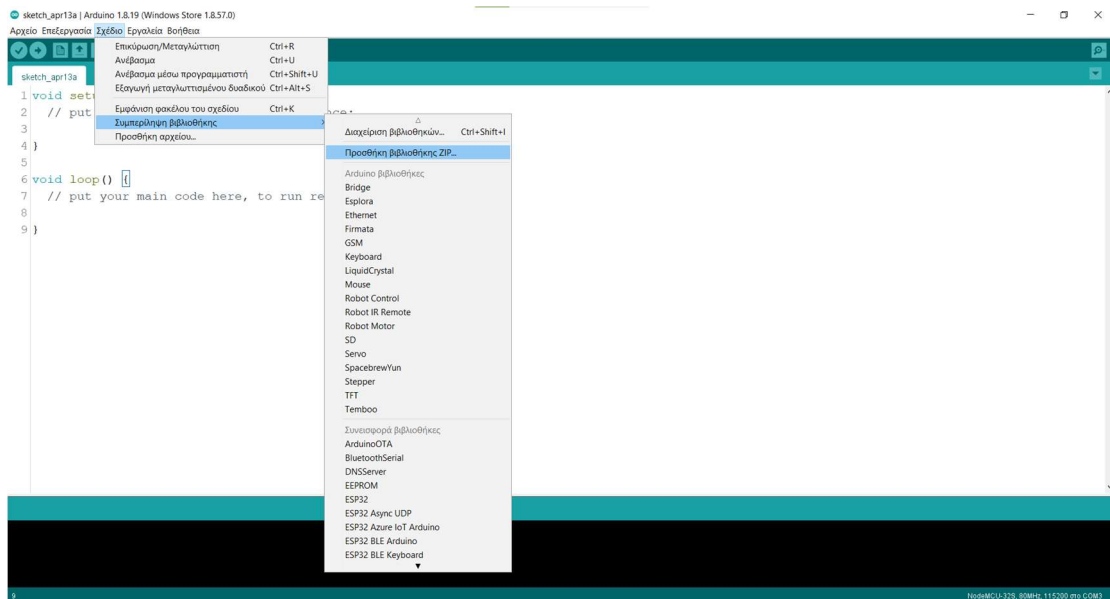 sketch_apr13a | Arduino 1.8.19 (Windows Store 1.8.57.0)
Αρχείο Επεξεργασία Σχέδιο Εργαλεία Βοήθεια
Επικύρωση/Μεταγλώττιση Ctrl+R
Ανέβασμα Ctrl+U
Ανέβασμα μέσω προγραμματιστή Ctrl+Shift+U
Εξαγωγή μεταγλωττισμένου δυαδικού Ctrl+Alt+S
Εμφάνιση φακέλου του σχεδίου Ctrl+K
Συμπερίληψη βιβλιοθήκης
Προσθήκη αρχείου...
sketch_apr13a
1 void set
2 // put
3
4 }
5
6 void loop() {
7 // put your main code here, to run re
8
9 }
Διαχείριση βιβλιοθηκών... Ctrl+Shift+I
Προσθήκη βιβλιοθήκης ZIP...
Arduino βιβλιοθήκες
Bridge
Esplora
Ethernet
Firmata
GSM
Keyboard
LiquidCrystal
Mouse
Robot Control
Robot IR Remote
Robot Motor
SD
Servo
SpacebrewYun
Stepper
TFT
Temboo
Συνεισφορά βιβλιοθήκες
ArduinoOTA
BluetoothSerial
DNSServer
EEPROM
ESP32
ESP32 Async UDP
ESP32 Azure IoT Arduino
ESP32 BLE Arduino
ESP32 BLE Keyboard
9
NodeMCU-32S, 80MHz, 115200 στο COM3